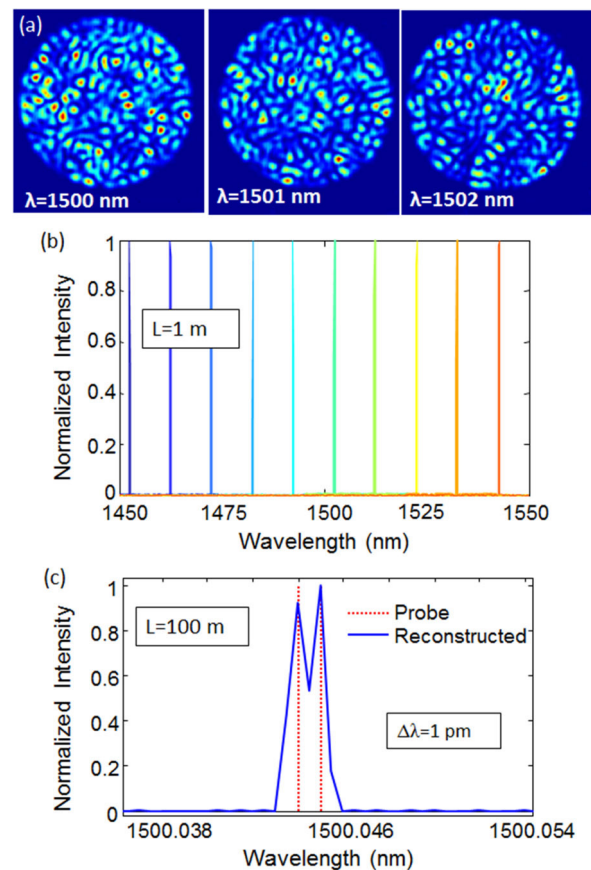 (a)
λ=1500 nm
λ=1501 nm
λ=1502 nm
(b)
1
0.8
0.6
0.4
0.2
0
Normalized Intensity
L=1 m
1450 1475 1500 1525 1550
Wavelength (nm)
(c)
1
0.8
0.6
0.4
0.2
0
Normalized Intensity
L=100 m
Probe
Reconstructed
Δλ=1 pm
1500.038 1500.046 1500.054
Wavelength (nm)